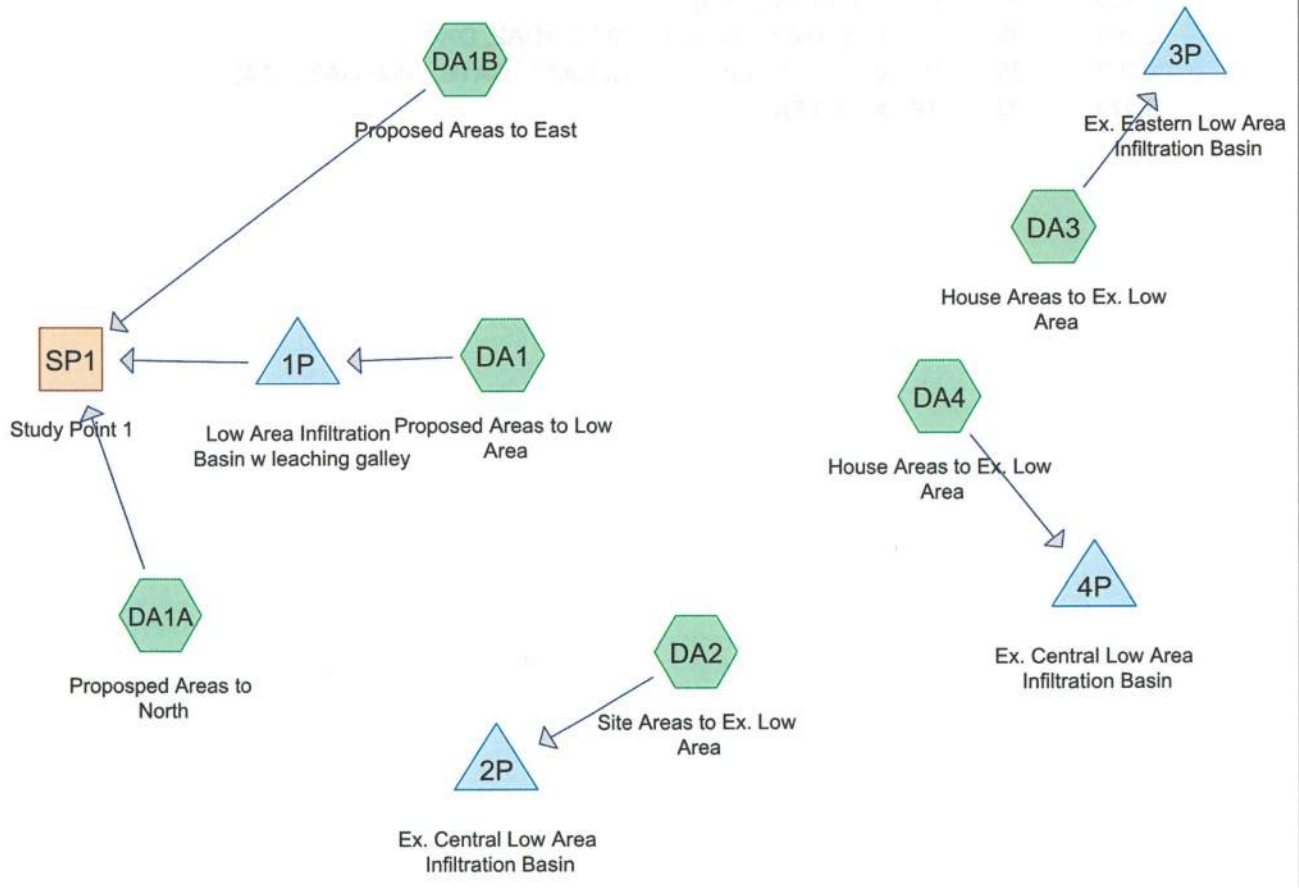 DA1B
Proposed Areas to East
3P
Ex. Eastern Low Area
Infiltration Basin
DA3
House Areas to Ex. Low
Area
SP1
Study Point 1
1P
Low Area Infiltration
Basin w leaching galley
DA1
Proposed Areas to Low
Area
DA4
House Areas to Ex. Low
Area
4P
Ex. Central Low Area
Infiltration Basin
DA1A
Proposped Areas to
North
DA2
Site Areas to Ex. Low
Area
2P
Ex. Central Low Area
Infiltration Basin